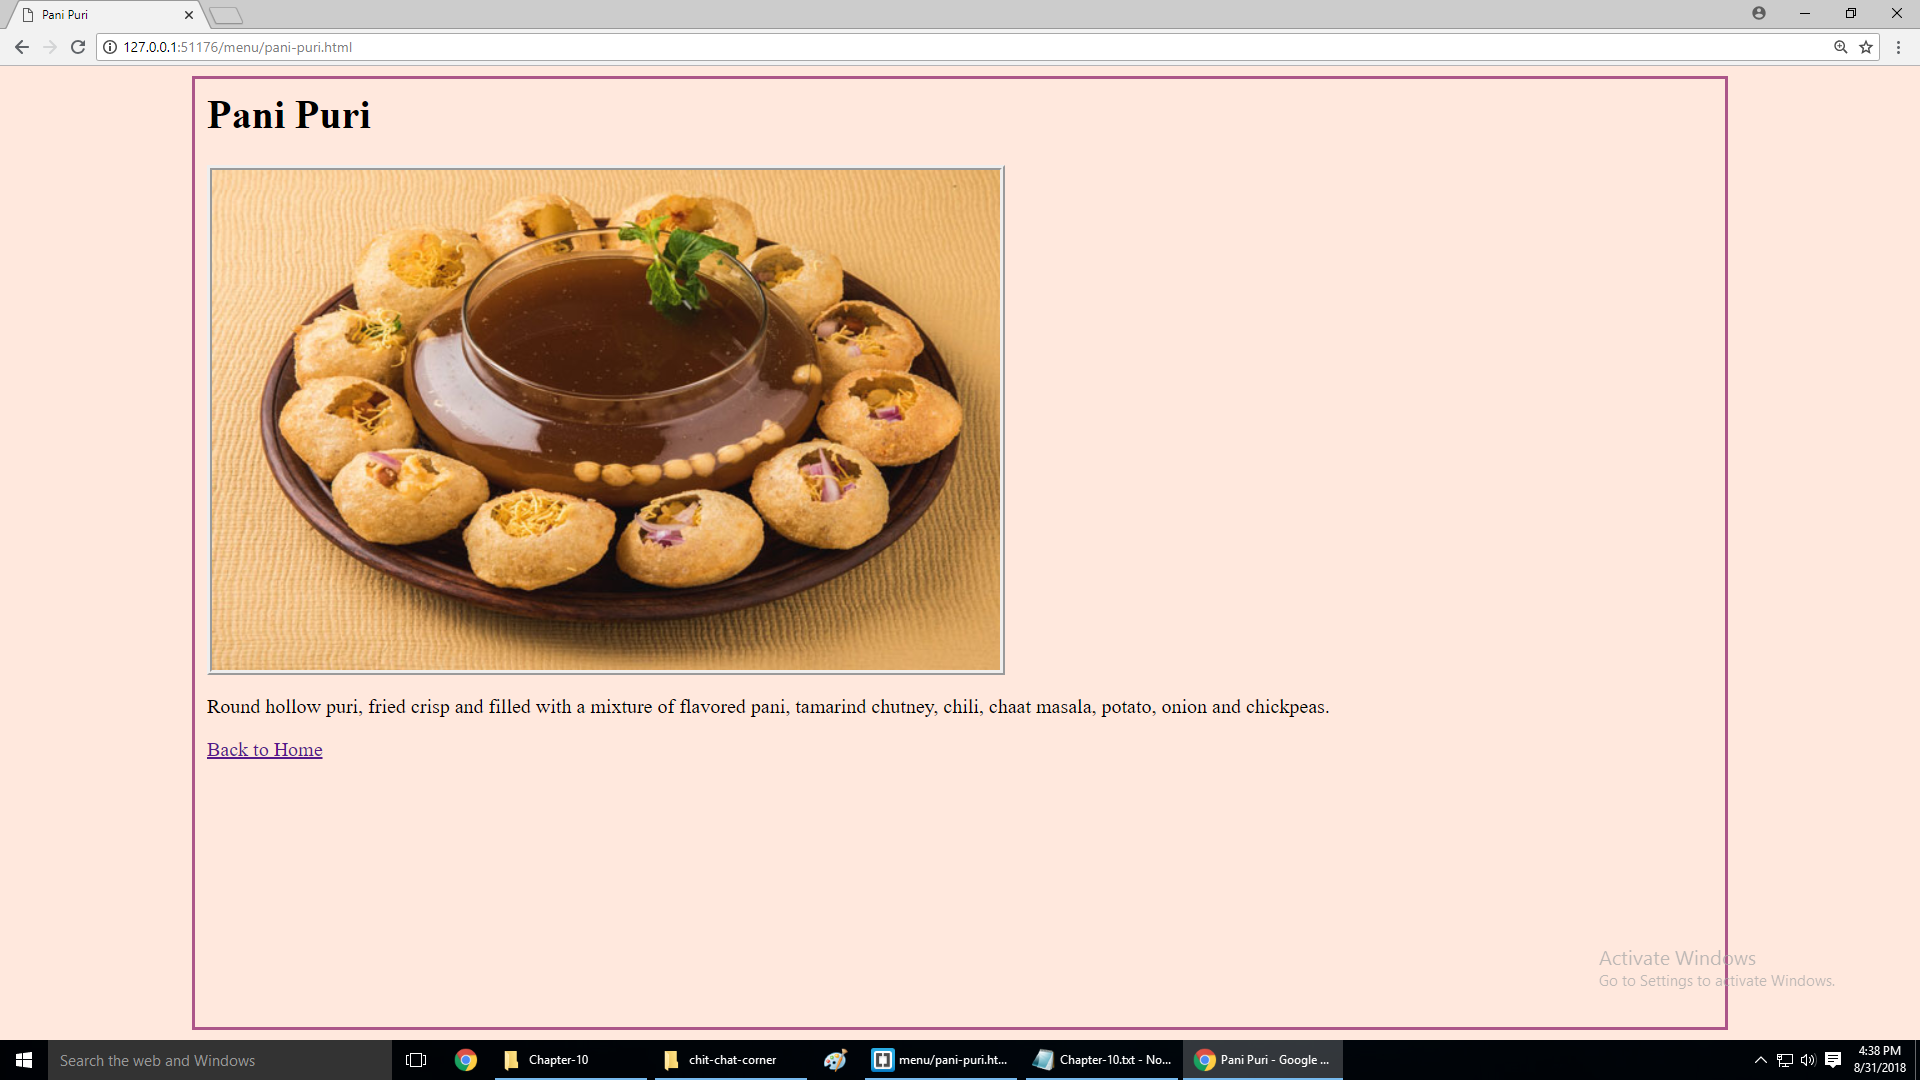 Pani Puri
127.0.0.1:51176/menu/pani-puri.html
Pani Puri
Round hollow puri, fried crisp and filled with a mixture of flavored pani, tamarind chutney, chili, chaat masala, potato, onion and chickpeas.
Back to Home
Activate Windows
Go to Settings to activate Windows.
Search the web and Windows
Chapter-10
chit-chat-corner
menu/pani-puri.ht...
Chapter-10.txt - No...
Pani Puri - Google ...
4:38 PM
8/31/2018